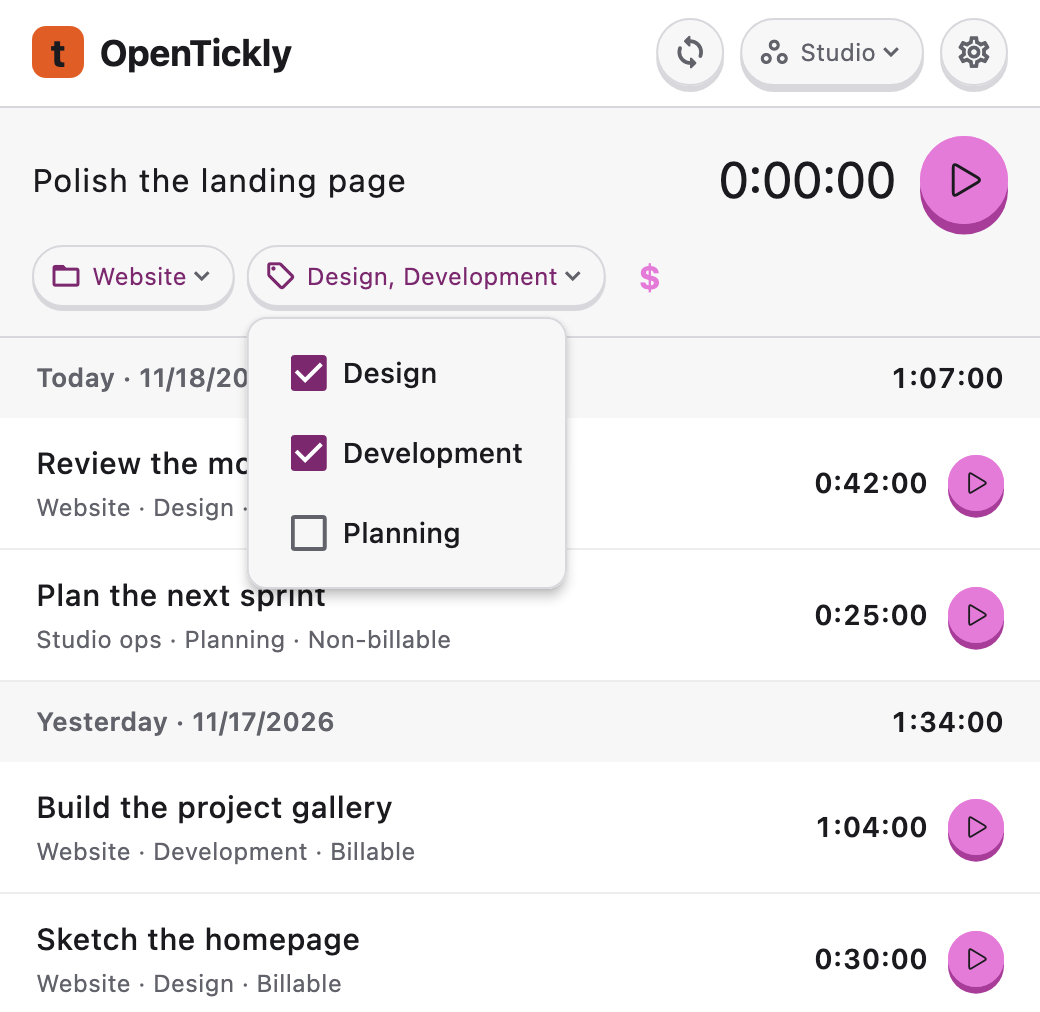 t OpenTickly
Studio
Polish the landing page
0:00:00
Website
Design, Development
$
Design
Development
Planning
Today · 11/18/20
1:07:00
Review the
Website · Design ·
0:42:00
Plan the next sprint
Studio ops · Planning · Non-billable
0:25:00
Yesterday · 11/17/2026
1:34:00
Build the project gallery
Website · Development · Billable
1:04:00
Sketch the homepage
Website · Design · Billable
0:30:00